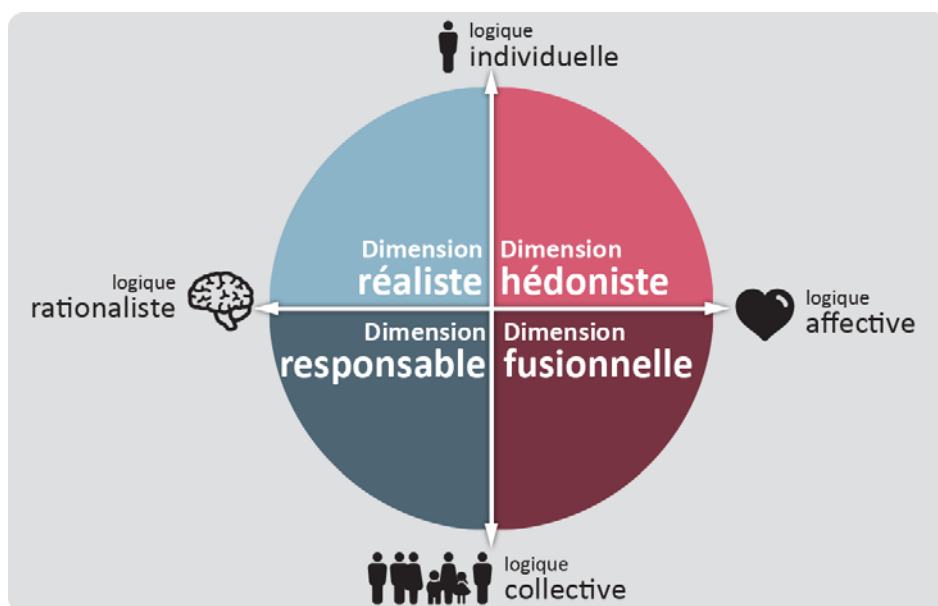 logique
individuelle
Dimension
réaliste
Dimension
hédoniste
logique
rationaliste
logique
affective
Dimension
responsable
Dimension
fusionnelle
logique
collective